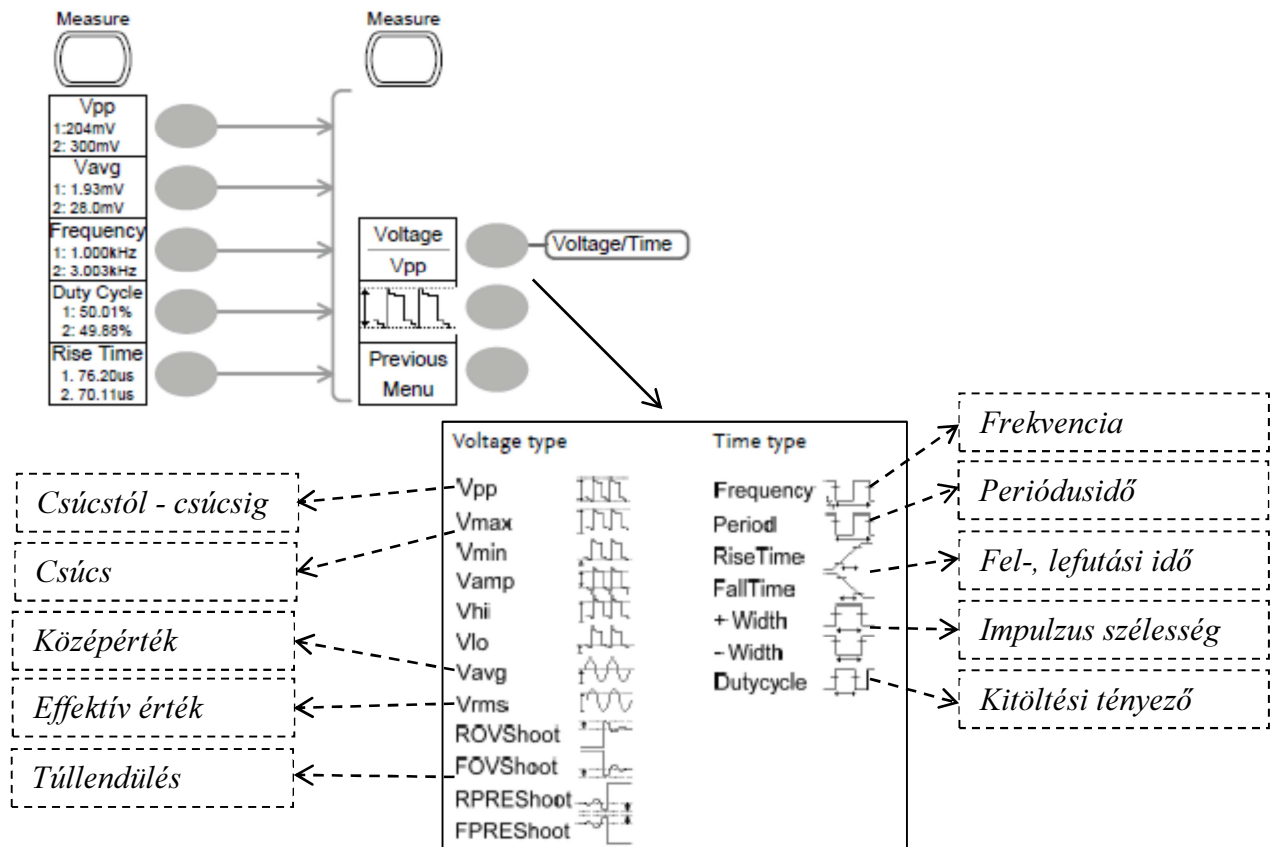 Measure
Measure
Vpp
1:204mV
2: 300mV
Vavg
1: 1.93mV
2: 28.0mV
Frequency
1: 1.000kHz
2: 3.003kHz
Duty Cycle
1: 50.01%
2: 49.88%
Rise Time
1. 76.20us
2. 70.11us
Voltage
Vpp
Voltage/Time
Previous
Menu
Voltage type
Vpp
Vmax
Vmin
Vamp
Vhi
Vlo
Vavg
Vrms
ROVShoot
FOVShoot
RPREShoot
FPREShoot
Time type
Frequency
Period
RiseTime
FallTime
+Width
-Width
Dutycycle
Csúcstól - csúcsig
Csúcs
Középérték
Effektív érték
Túllendülés
Frekvencia
Periódusidő
Fel-, lefutási idő
Impulzus szélesség
Kitöltési tényező